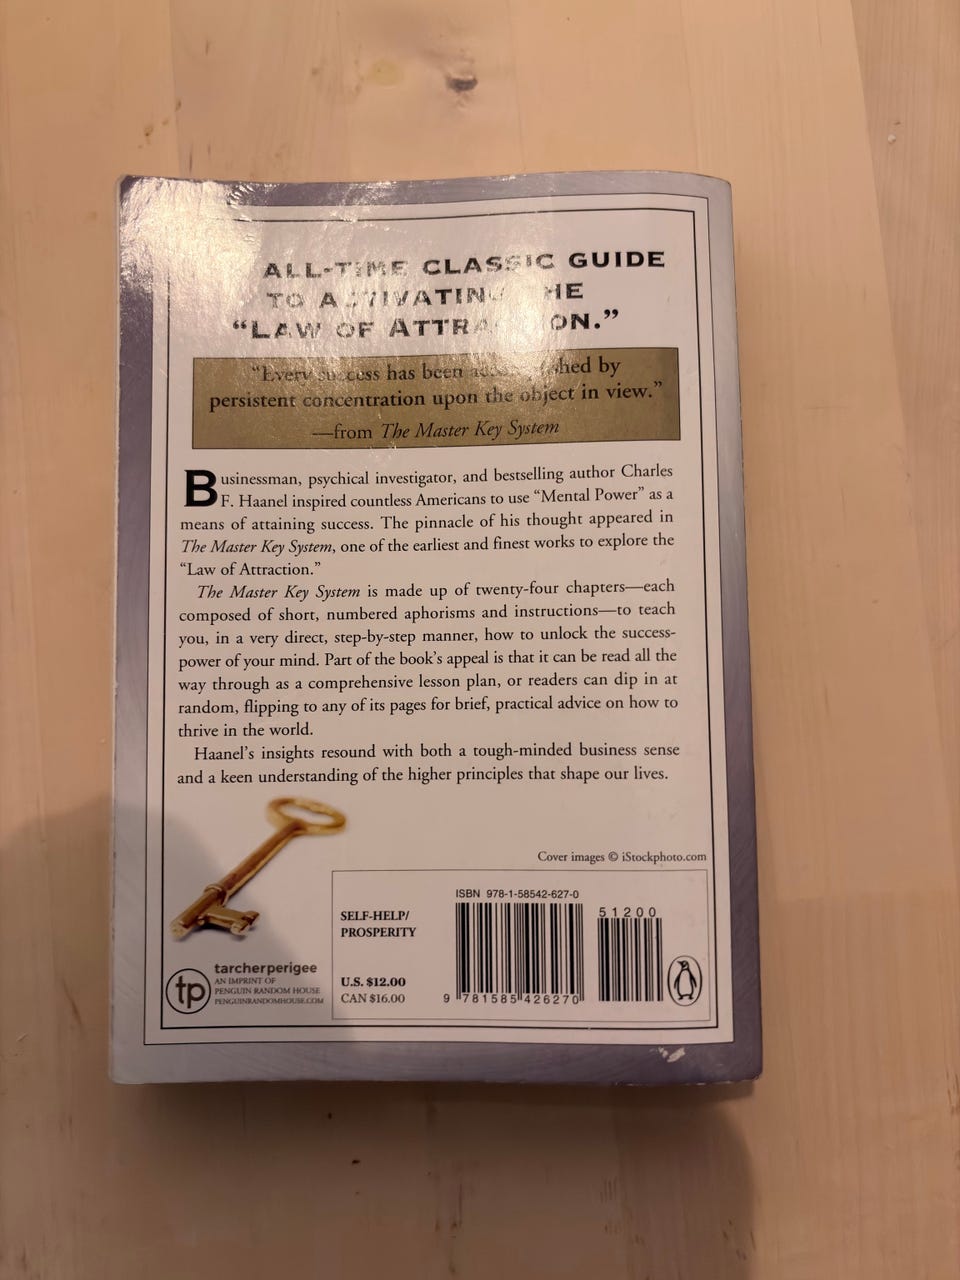 ALL-TIME CLASSIC GUIDE
TO ACTIVATING THE
“LAW OF ATTRACTION.”
“Every success has been accomplished by
persistent concentration upon the object in view.”
—from The Master Key System
Businessman, psychical investigator, and bestselling author Charles
F. Haanel inspired countless Americans to use “Mental Power” as a
means of attaining success. The pinnacle of his thought appeared in
The Master Key System, one of the earliest and finest works to explore the
“Law of Attraction.”
The Master Key System is made up of twenty-four chapters—each
composed of short, numbered aphorisms and instructions—to teach
you, in a very direct, step-by-step manner, how to unlock the success-
power of your mind. Part of the book’s appeal is that it can be read all the
way through as a comprehensive lesson plan, or readers can dip in at
random, flipping to any of its pages for brief, practical advice on how to
thrive in the world.
Haanel’s insights resound with both a tough-minded business sense
and a keen understanding of the higher principles that shape our lives.
Cover images © iStockphoto.com
SELF-HELP/
PROSPERITY
U.S. $12.00
CAN $16.00
ISBN 978-1-58542-627-0
51200
9 781585 426270
tp
tarcherperigee
AN IMPRINT OF
PENGUIN RANDOM HOUSE
PENGUINRANDOMHOUSE.COM